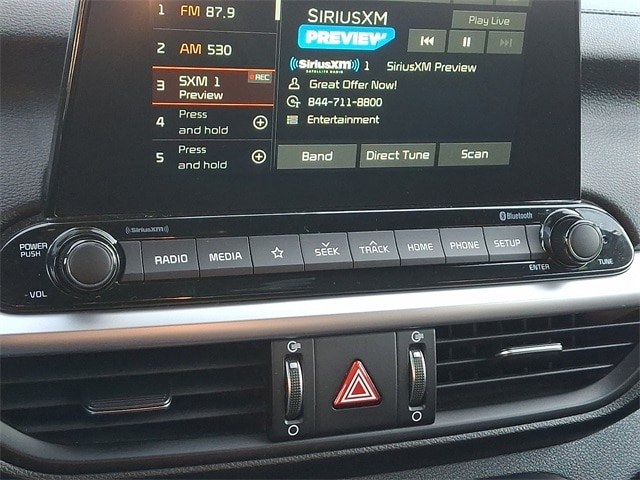 1 FM 87.9
2 AM 530
3 SXM 1 REC
Preview
4 Press
and hold
5 Press
and hold
SIRIUSXM
PREVIEW
Play Live
((SiriusXM)) 1 SiriusXM Preview
SATELLITE RADIO
Great Offer Now!
844-711-8800
Entertainment
Band Direct Tune Scan
((SiriusXM)) Bluetooth
POWER
PUSH
VOL
RADIO MEDIA SEEK TRACK HOME PHONE SETUP
ENTER TUNE